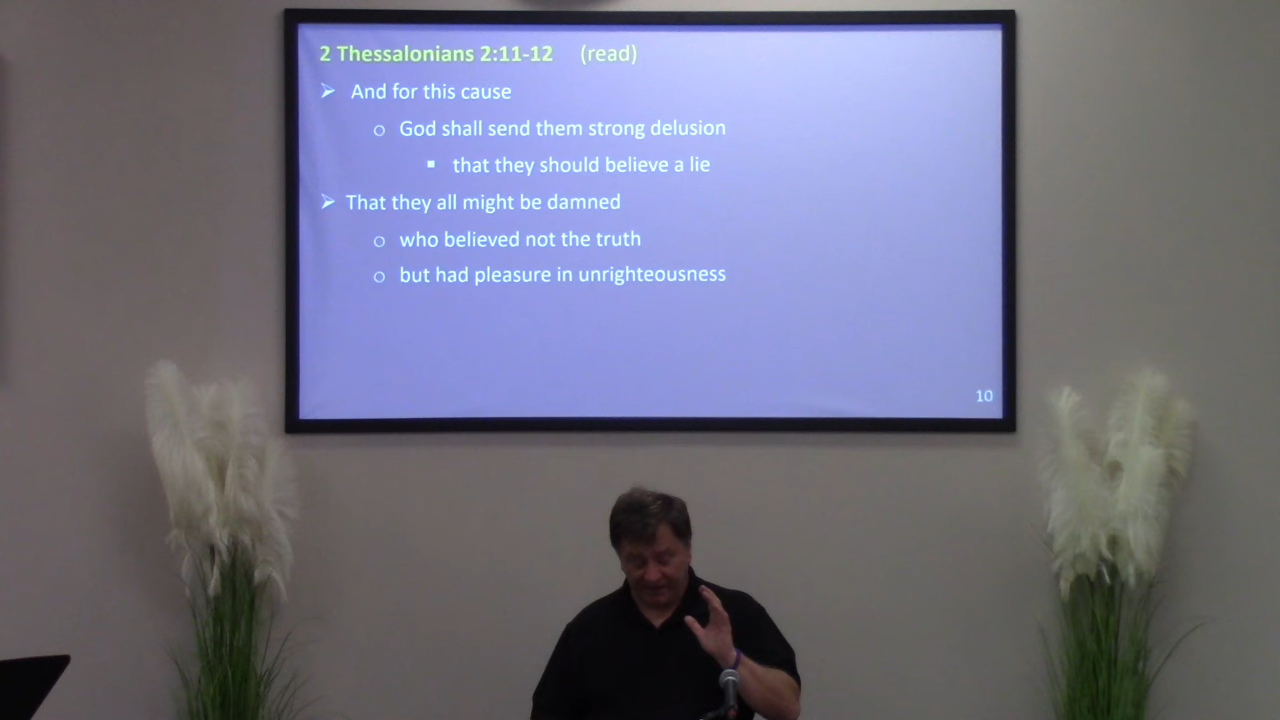 2 Thessalonians 2:11-12 (read)
➢ And for this cause
o God shall send them strong delusion
▪ that they should believe a lie
➢ That they all might be damned
o who believed not the truth
o but had pleasure in unrighteousness
10